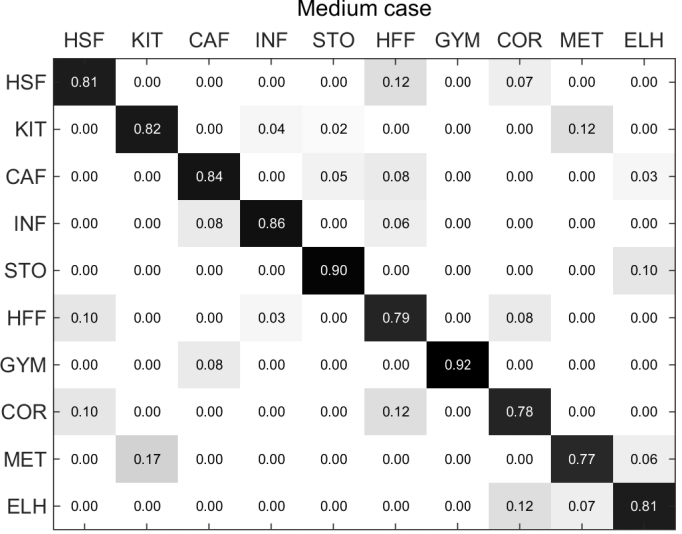 Medium case
HSF KIT CAF INF STO HFF GYM COR MET ELH
HSF 0.81 0.00 0.00 0.00 0.00 0.12 0.00 0.07 0.00 0.00
KIT 0.00 0.82 0.00 0.04 0.02 0.00 0.00 0.00 0.12 0.00
CAF 0.00 0.00 0.84 0.00 0.05 0.08 0.00 0.00 0.00 0.03
INF 0.00 0.00 0.08 0.86 0.00 0.06 0.00 0.00 0.00 0.00
STO 0.00 0.00 0.00 0.00 0.90 0.00 0.00 0.00 0.00 0.10
HFF 0.10 0.00 0.00 0.03 0.00 0.79 0.00 0.08 0.00 0.00
GYM 0.00 0.00 0.08 0.00 0.00 0.00 0.92 0.00 0.00 0.00
COR 0.10 0.00 0.00 0.00 0.00 0.12 0.00 0.78 0.00 0.00
MET 0.00 0.17 0.00 0.00 0.00 0.00 0.00 0.00 0.77 0.06
ELH 0.00 0.00 0.00 0.00 0.00 0.00 0.00 0.12 0.07 0.81